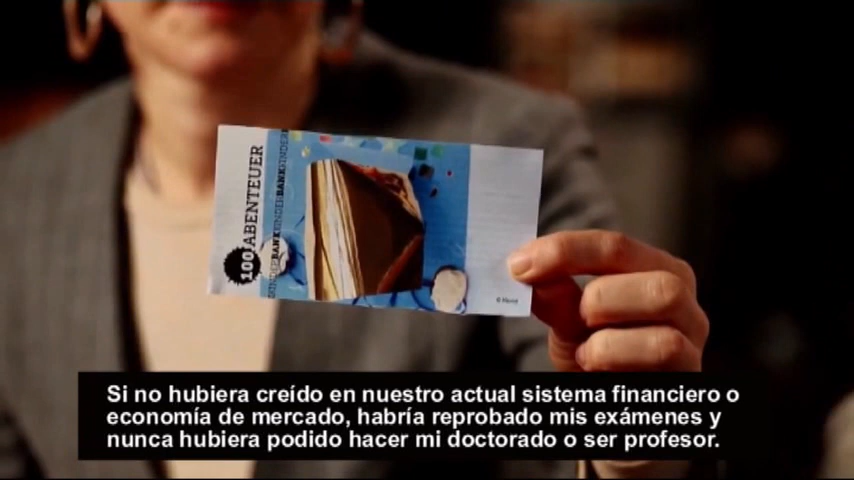 100 ABENTEUER
KINDERBANKKINDERBANKKINDER
Si no hubiera creído en nuestro actual sistema financiero o
economía de mercado, habría reprobado mis exámenes y
nunca hubiera podido hacer mi doctorado o ser profesor.